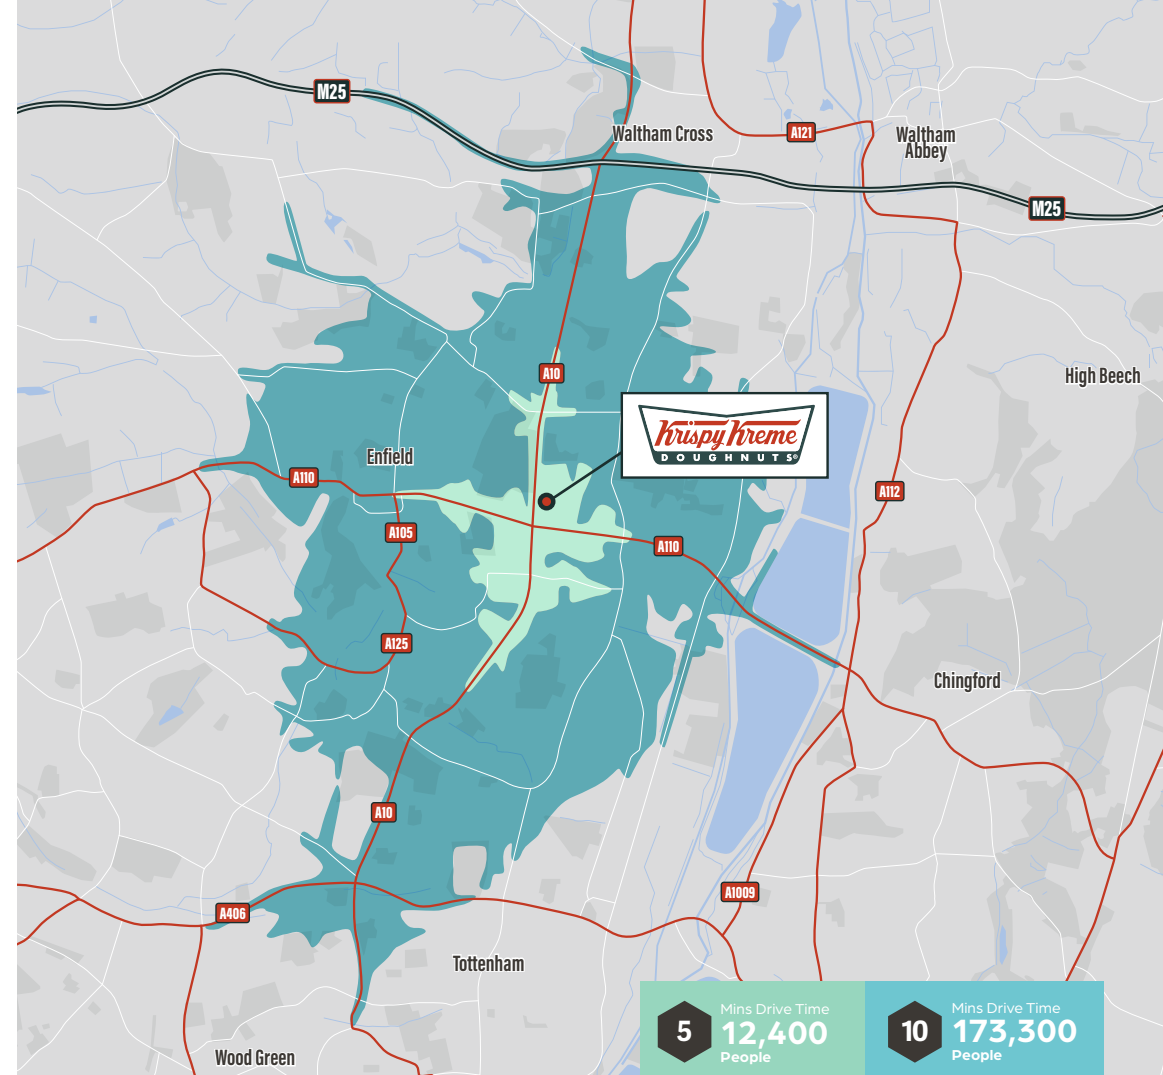 M25
Waltham Cross
A121
Waltham
Abbey
M25
A10
High Beech
Krispy Kreme
DOUGHNUTS®
Enfield
A110
A112
A105
A110
A125
Chingford
A10
A1009
A406
Tottenham
Wood Green
5
Mins Drive Time
12,400
People
10
Mins Drive Time
173,300
People